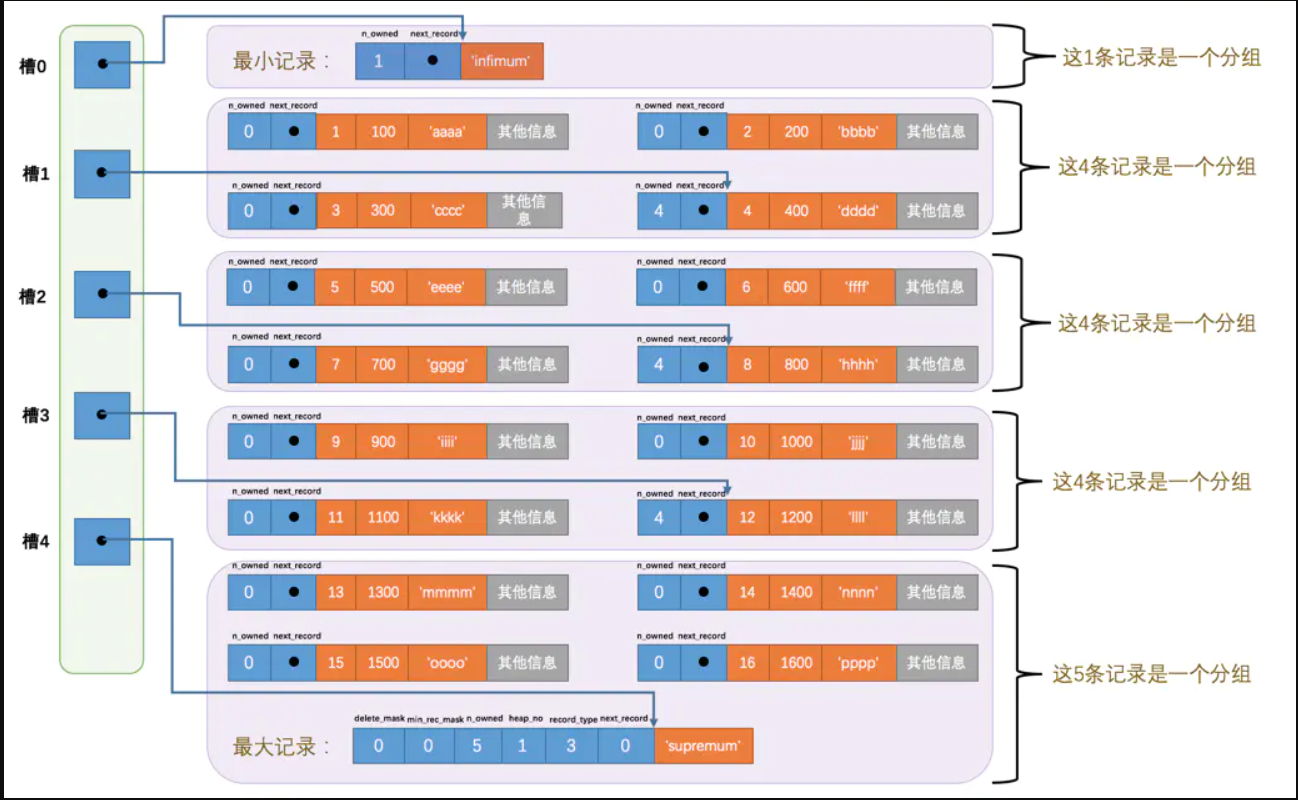 n_owned next_record
槽0
最小记录：
1
'infimum'
这1条记录是一个分组
n_owned next_record
n_owned next_record
0 1 100 'aaaa' 其他信息
0 2 200 'bbbb' 其他信息
槽1
这4条记录是一个分组
n_owned next_record
n_owned next_record
0 3 300 'cccc' 其他信
息
4 4 400 'dddd' 其他信息
n_owned next_record
n_owned next_record
0 5 500 'eeee' 其他信息
0 6 600 'ffff' 其他信息
槽2
这4条记录是一个分组
n_owned next_record
n_owned next_record
0 7 700 'gggg' 其他信息
4 8 800 'hhhh' 其他信息
槽3
n_owned next_record
n_owned next_record
0 9 900 'iiii' 其他信息
0 10 1000 'jjjj' 其他信息
这4条记录是一个分组
n_owned next_record
n_owned next_record
0 11 1100 'kkkk' 其他信息
4 12 1200 'llll' 其他信息
槽4
n_owned next_record
n_owned next_record
0 13 1300 'mmmm' 其他信息
0 14 1400 'nnnn' 其他信息
n_owned next_record
n_owned next_record
0 15 1500 'oooo' 其他信息
0 16 1600 'pppp' 其他信息
这5条记录是一个分组
delete_mask min_rec_mask n_owned heap_no record_type next_record
最大记录：
0 0 5 1 3 0 'supremum'